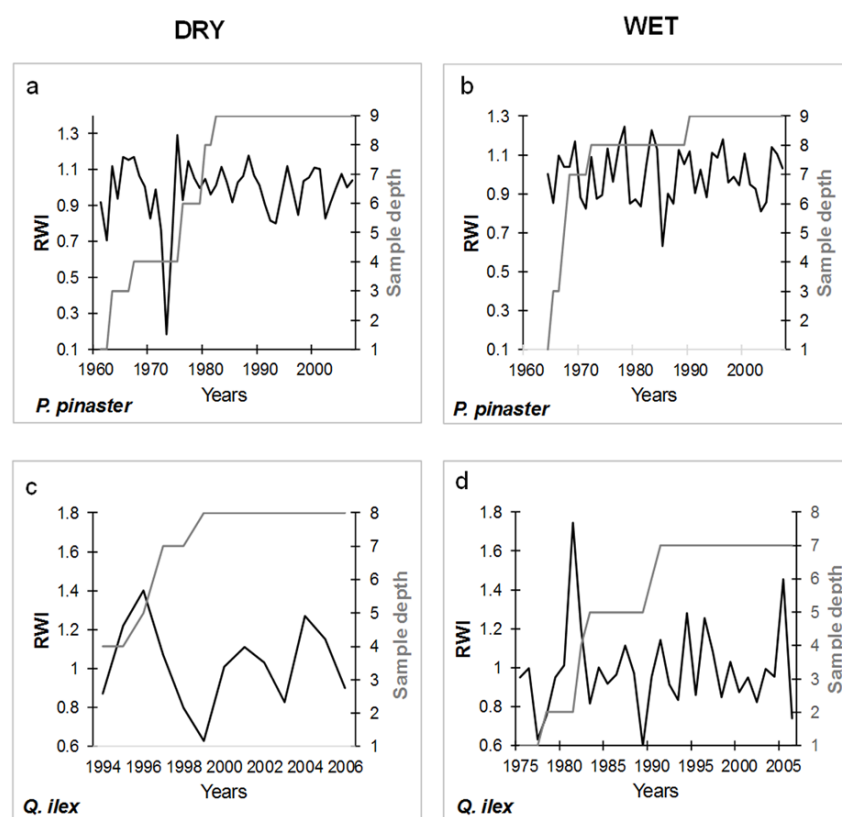 DRY
WET
a
1.3
1.1
0.9
0.7
0.5
0.3
0.1
RWI
9
8
7
6
5
4
3
2
1
Sample depth
1960 1970 1980 1990 2000
Years
P. pinaster
b
1.3
1.1
0.9
0.7
0.5
0.3
0.1
RWI
9
8
7
6
5
4
3
2
1
Sample depth
1960 1970 1980 1990 2000
Years
P. pinaster
c
1.8
1.6
1.4
1.2
1
0.8
0.6
RWI
8
7
6
5
4
3
2
1
Sample depth
1994 1996 1998 2000 2002 2004 2006
Years
Q. ilex
d
1.8
1.6
1.4
1.2
1
0.8
0.6
RWI
8
7
6
5
4
3
2
1
Sample depth
1975 1980 1985 1990 1995 2000 2005
Years
Q. ilex